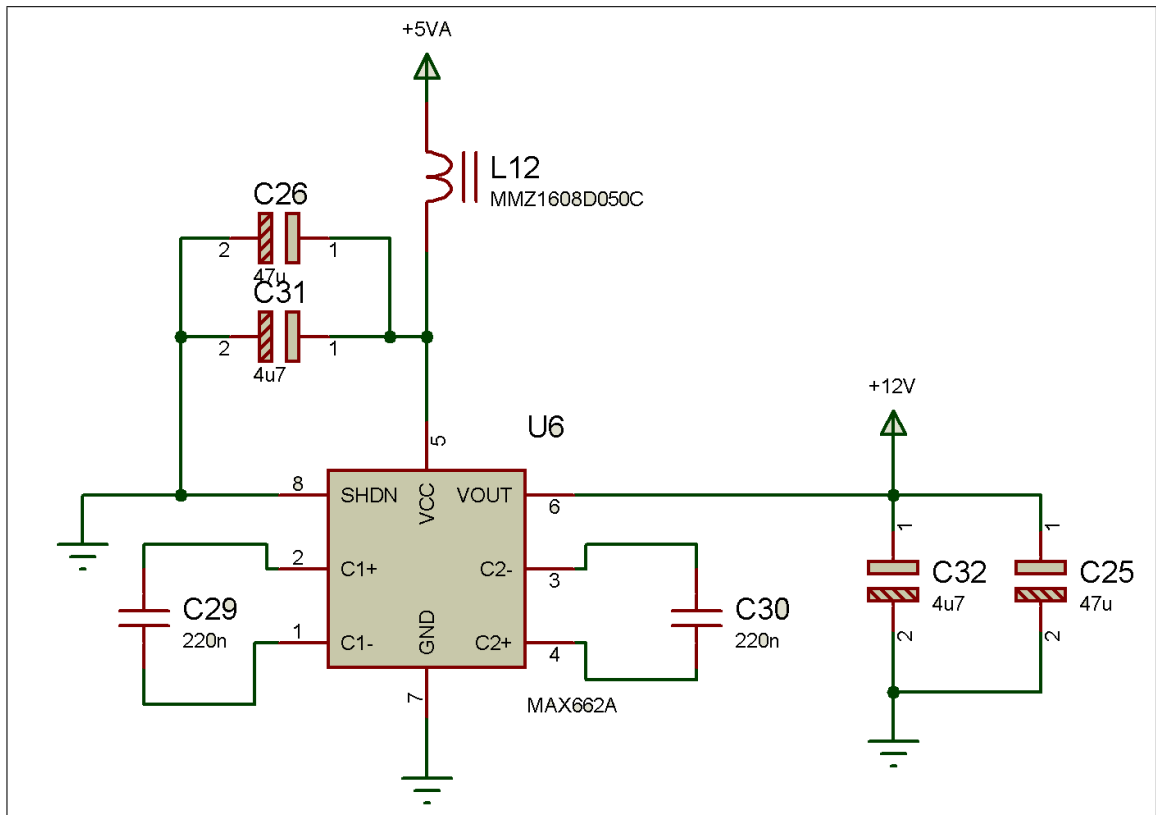 +5VA
L12
MMZ1608D050C
C26
2
1
47u
C31
2
1
4u7
+12V
U6
5
8
SHDN
VCC
VOUT
6
1
1
2
C1+
C2-
3
C32
4u7
C25
47u
C29
220n
1
C1-
GND
C2+
4
C30
220n
2
2
7
MAX662A